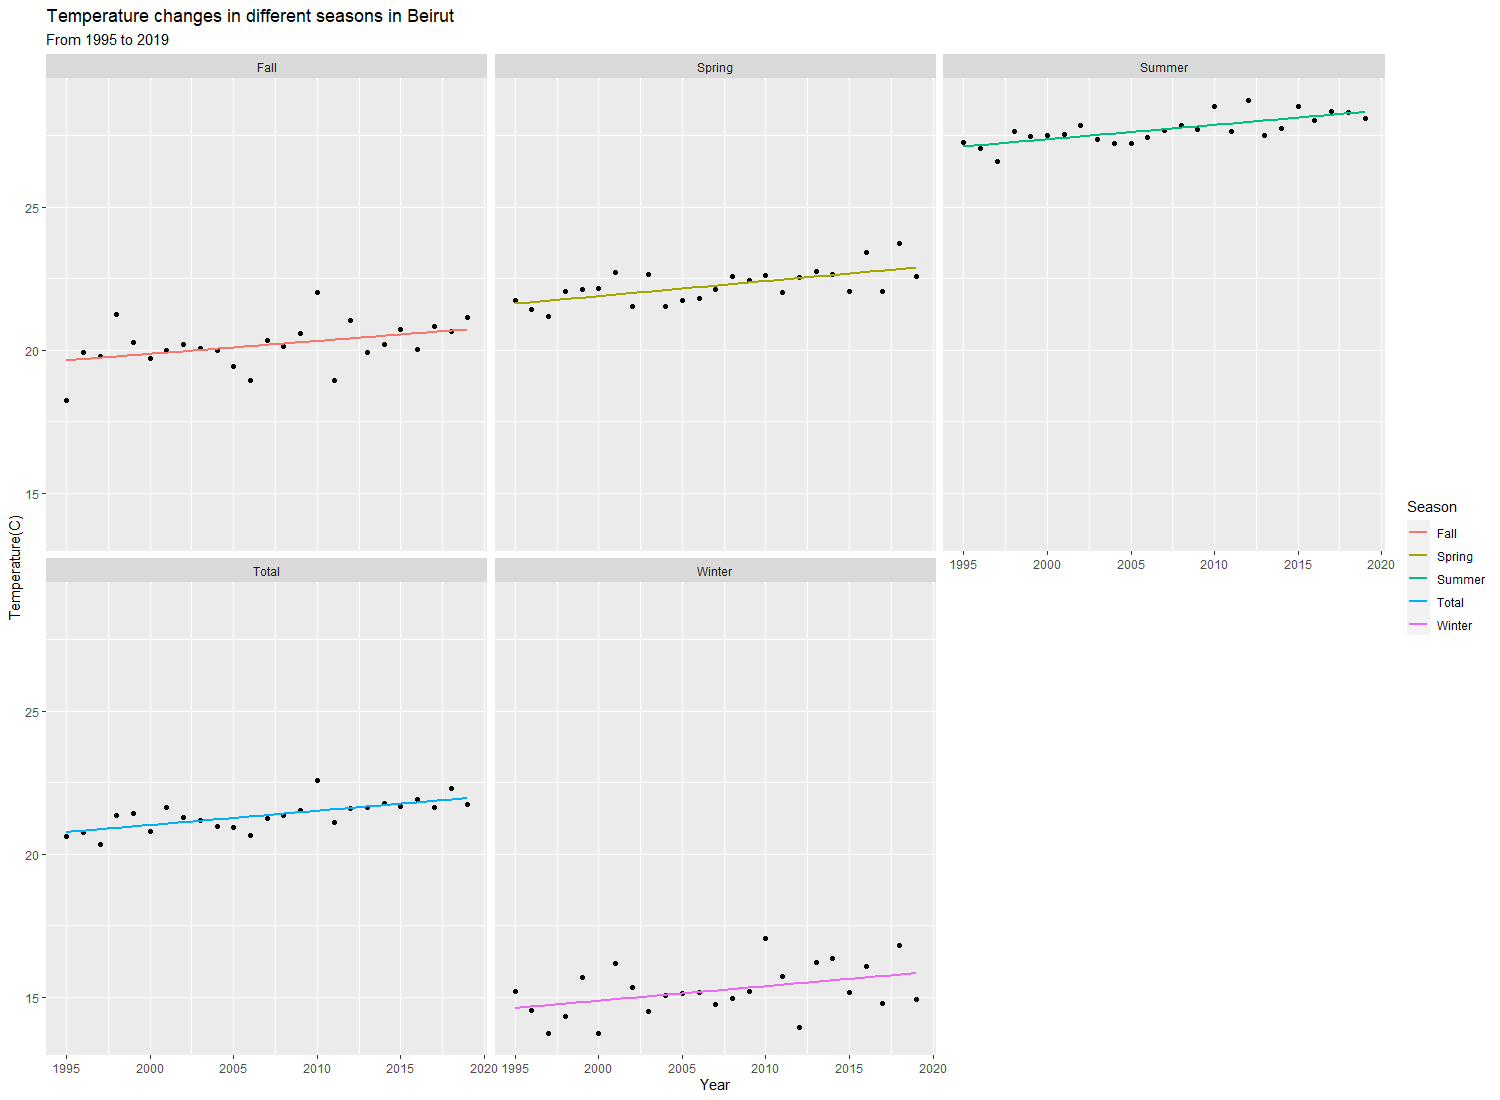 Temperature changes in different seasons in Beirut
From 1995 to 2019
Fall
Spring
Summer
25
20
15
1995 2000 2005 2010 2015 2020
Temperature(C)
Season
Fall
Spring
Summer
Total
Winter
Total
Winter
25
20
15
1995 2000 2005 2010 2015 2020
1995 2000 2005 2010 2015 2020
Year